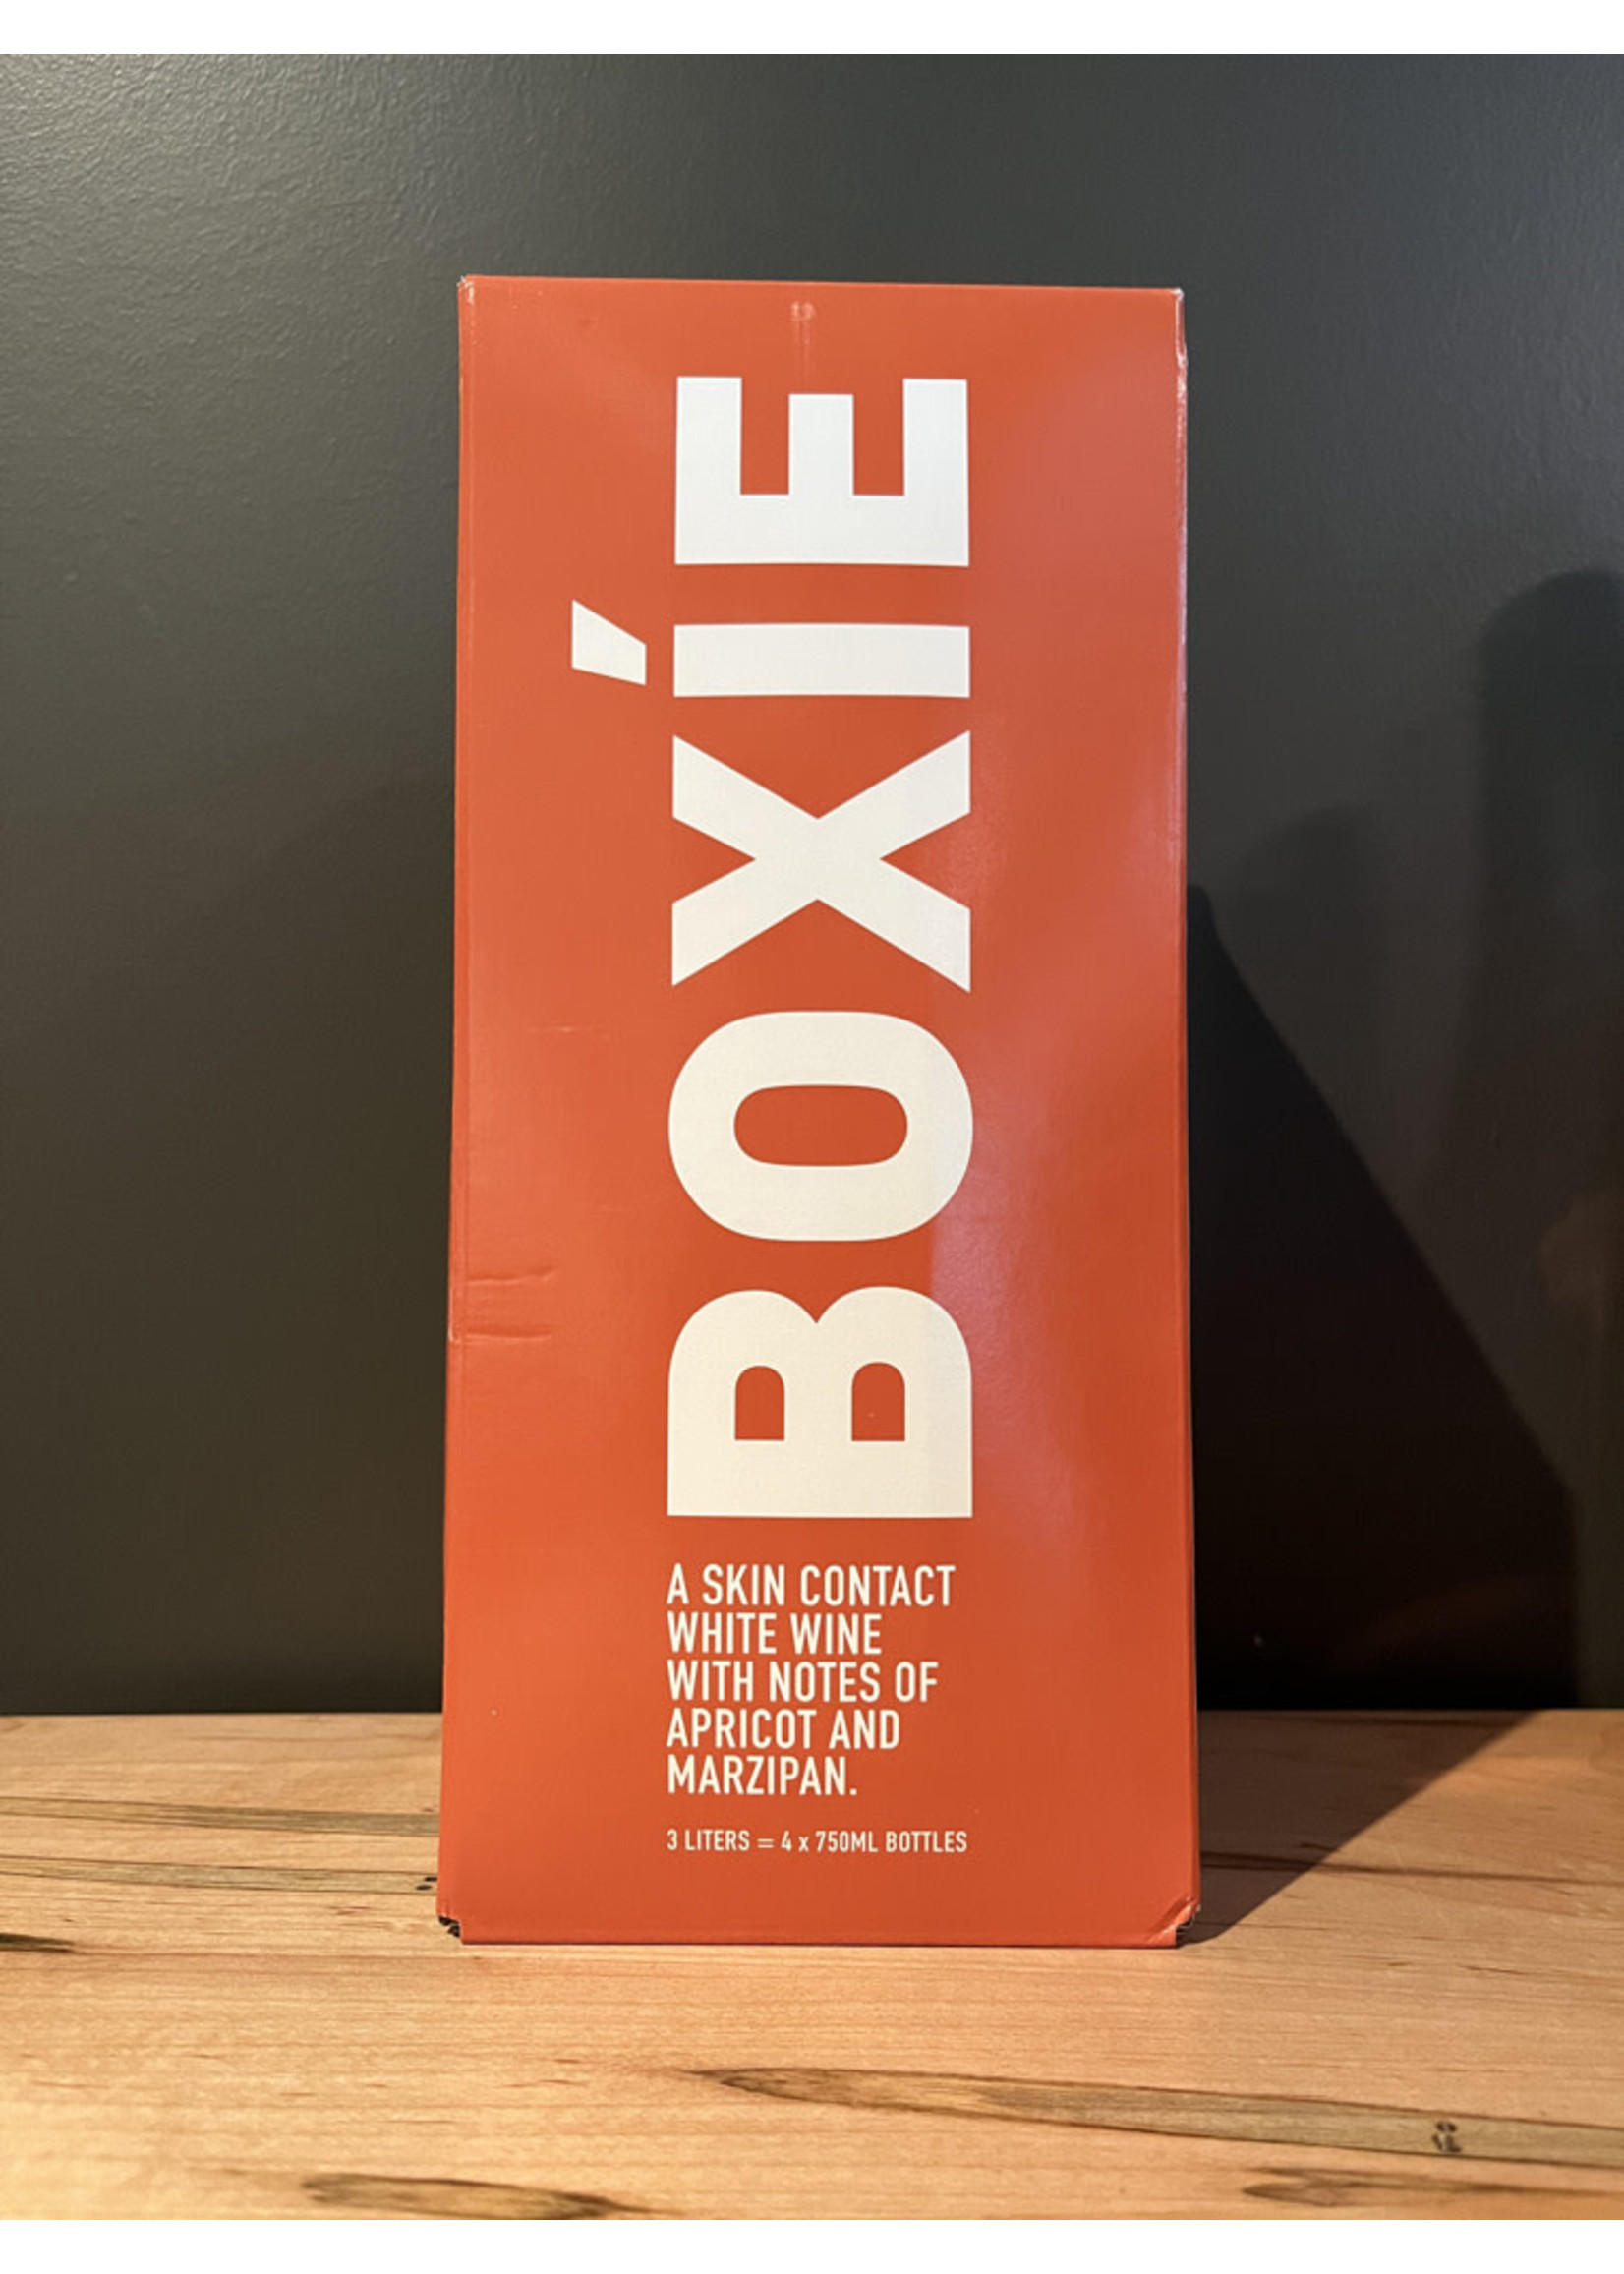 BOXÍE
A SKIN CONTACT
WHITE WINE
WITH NOTES OF
APRICOT AND
MARZIPAN.
3 LITERS = 4 x 750ML BOTTLES